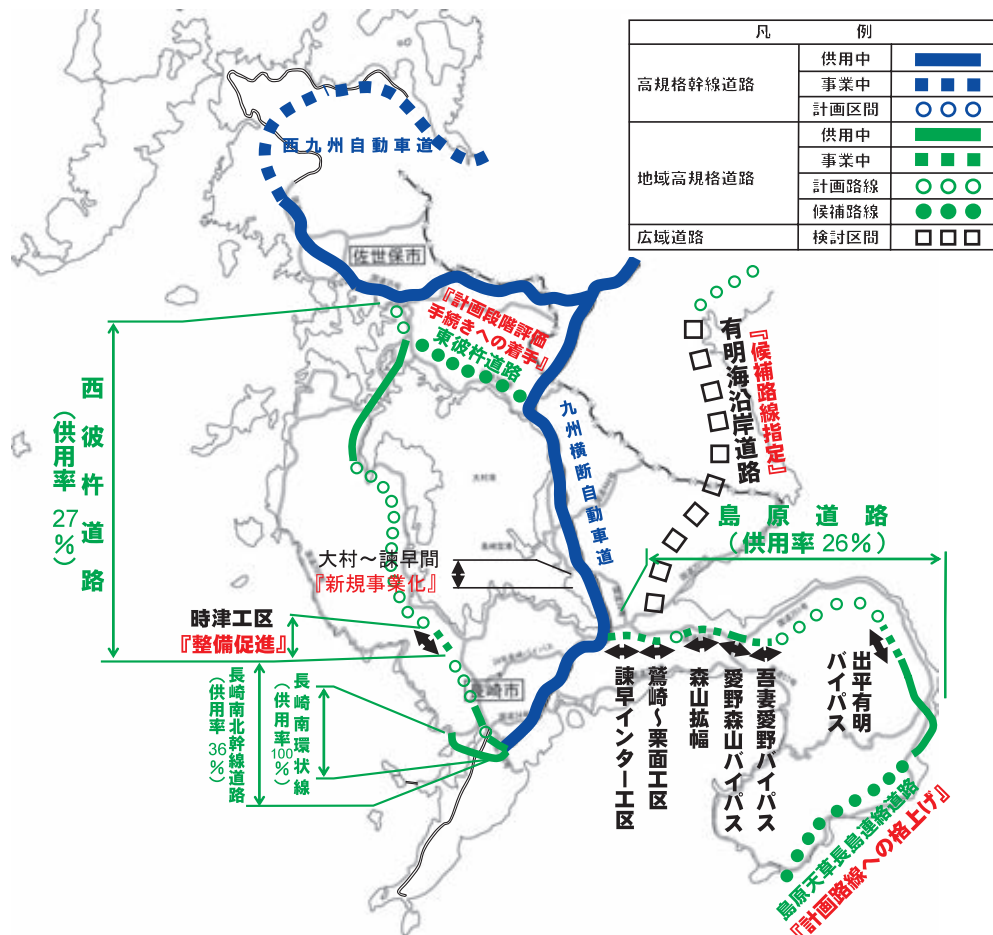 凡 例
高規格幹線道路
供用中
事業中
計画区間
地域高規格道路
供用中
事業中
計画路線
候補路線
広域道路
検討区間
西九州自動車道
佐世保市
『計画段階評価
手続きへの着手』
東彼杵道路
九州横断自動車道
有明海沿岸道路
『候補路線指定』
西彼杵道路
（供用率 27％）
島原道路
（供用率 26％）
大村～諫早間
『新規事業化』
時津工区
『整備促進』
長崎市
長崎南北幹線道路
（供用率 36％）
長崎南環状線
（供用率 100％）
諫早インター工区
鷲崎～栗面工区
森山拡幅
愛野森山バイパス
吾妻愛野バイパス
出平有明
バイパス
島原天草長島連絡道路
『計画路線への格上げ』